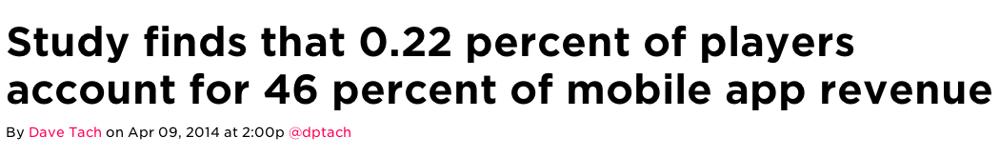 Study finds that 0.22 percent of players
account for 46 percent of mobile app revenue
By Dave Tach on Apr 09, 2014 at 2:00p @dptach